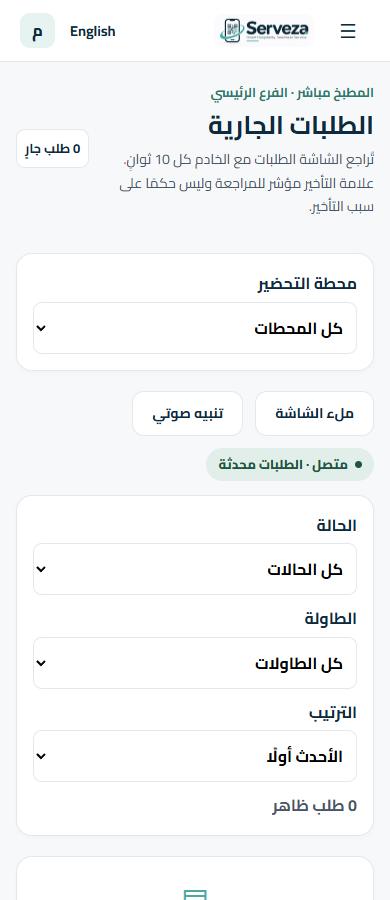 Serveza
English
م
المطبخ مباشر · الفرع الرئيسي
الطلبات الجارية
0 طلب جارٍ
تُراجع الشاشة الطلبات مع الخادم كل 10 ثوانٍ.
علامة التأخير مؤشر للمراجعة وليس حكمًا على
سبب التأخير.
محطة التحضير
كل المحطات
ملء الشاشة
تنبيه صوتي
متصل · الطلبات محدثة
الحالة
كل الحالات
الطاولة
كل الطاولات
الترتيب
الأحدث أولًا
0 طلب ظاهر